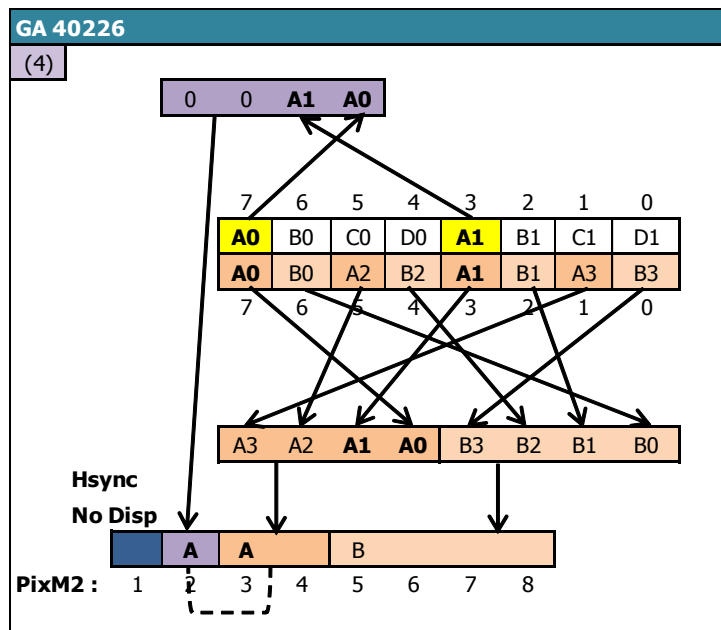 GA 40226
(4)
0 0 A1 A0
7 6 5 4 3 2 1 0
A0 B0 C0 D0 A1 B1 C1 D1
A0 B0 A2 B2 A1 B1 A3 B3
7 6 5 4 3 2 1 0
A3 A2 A1 A0 B3 B2 B1 B0
Hsync
No Disp
A A B
PixM2 : 1 2 3 4 5 6 7 8